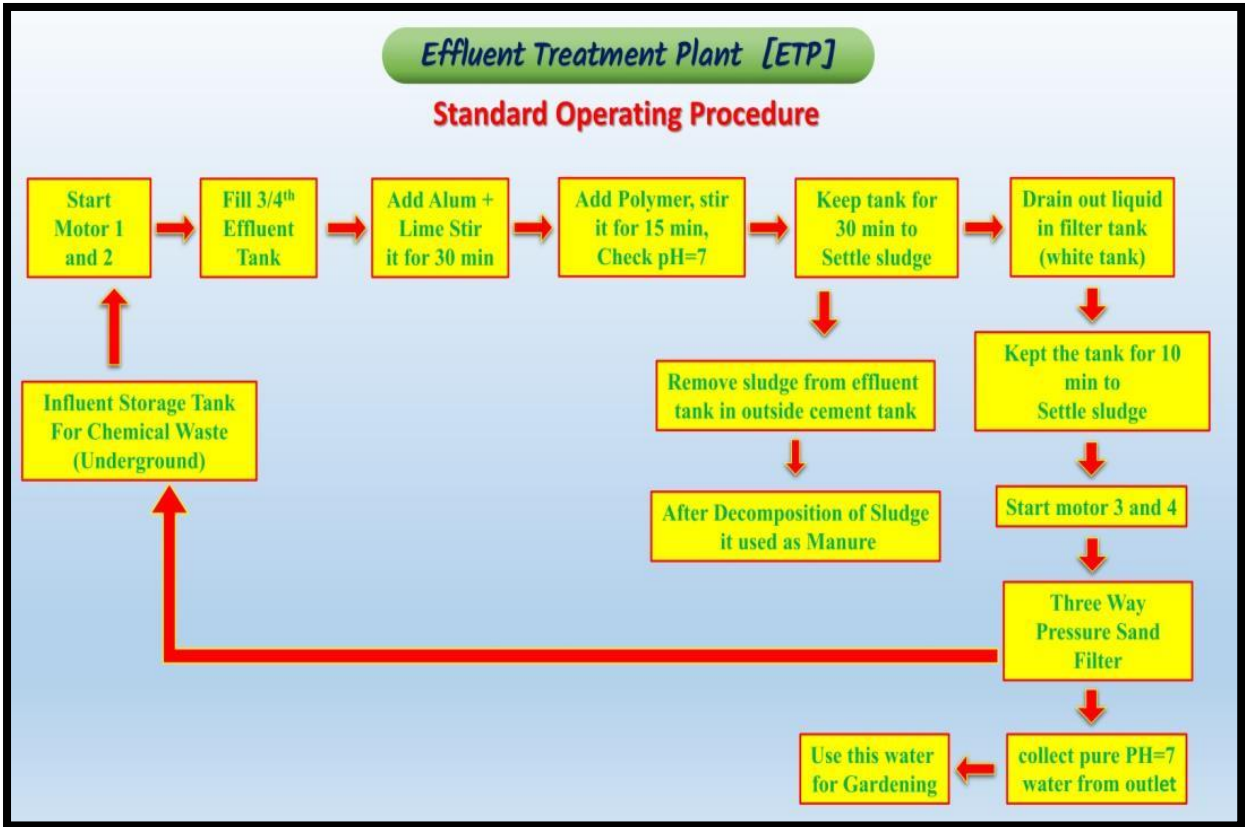 Effluent Treatment Plant [ETP]
Standard Operating Procedure
Start
Motor 1
and 2
Fill 3/4th
Effluent
Tank
Add Alum +
Lime Stir
it for 30 min
Add Polymer, stir
it for 15 min,
Check pH=7
Keep tank for
30 min to
Settle sludge
Drain out liquid
in filter tank
(white tank)
Influent Storage Tank
For Chemical Waste
(Underground)
Remove sludge from effluent
tank in outside cement tank
Kept the tank for 10
min to
Settle sludge
After Decomposition of Sludge
it used as Manure
Start motor 3 and 4
Three Way
Pressure Sand
Filter
Use this water
for Gardening
collect pure PH=7
water from outlet